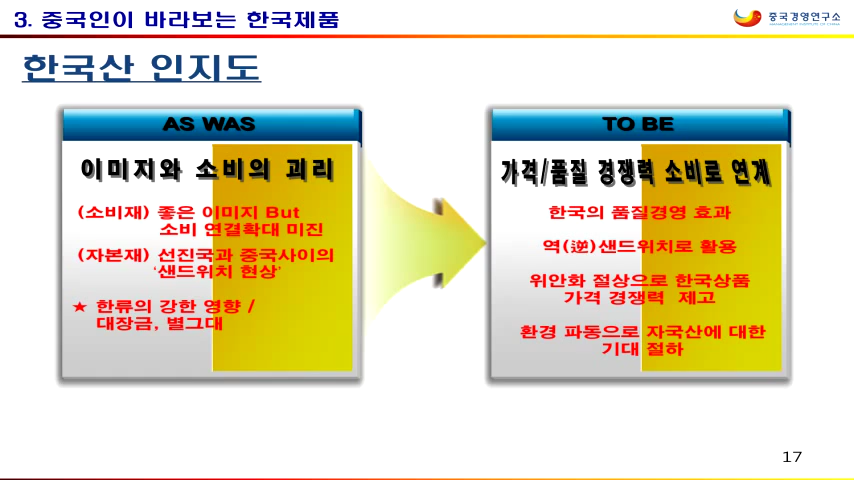 3. 중국인이 바라보는 한국제품
중국경영연구소
MANAGEMENT INSTITUTE OF CHINA
한국산 인지도
AS WAS
이미지와 소비의 괴리
(소비재) 좋은 이미지 But
소비 연결확대 미진
(자본재) 선진국과 중국사이의
‘샌드위치 현상’
★ 한류의 강한 영향 /
대장금, 별그대
TO BE
가격/품질 경쟁력 소비로 연계
한국의 품질경영 효과
역(逆)샌드위치로 활용
위안화 절상으로 한국상품
가격 경쟁력 제고
환경 파동으로 자국산에 대한
기대 절하
17